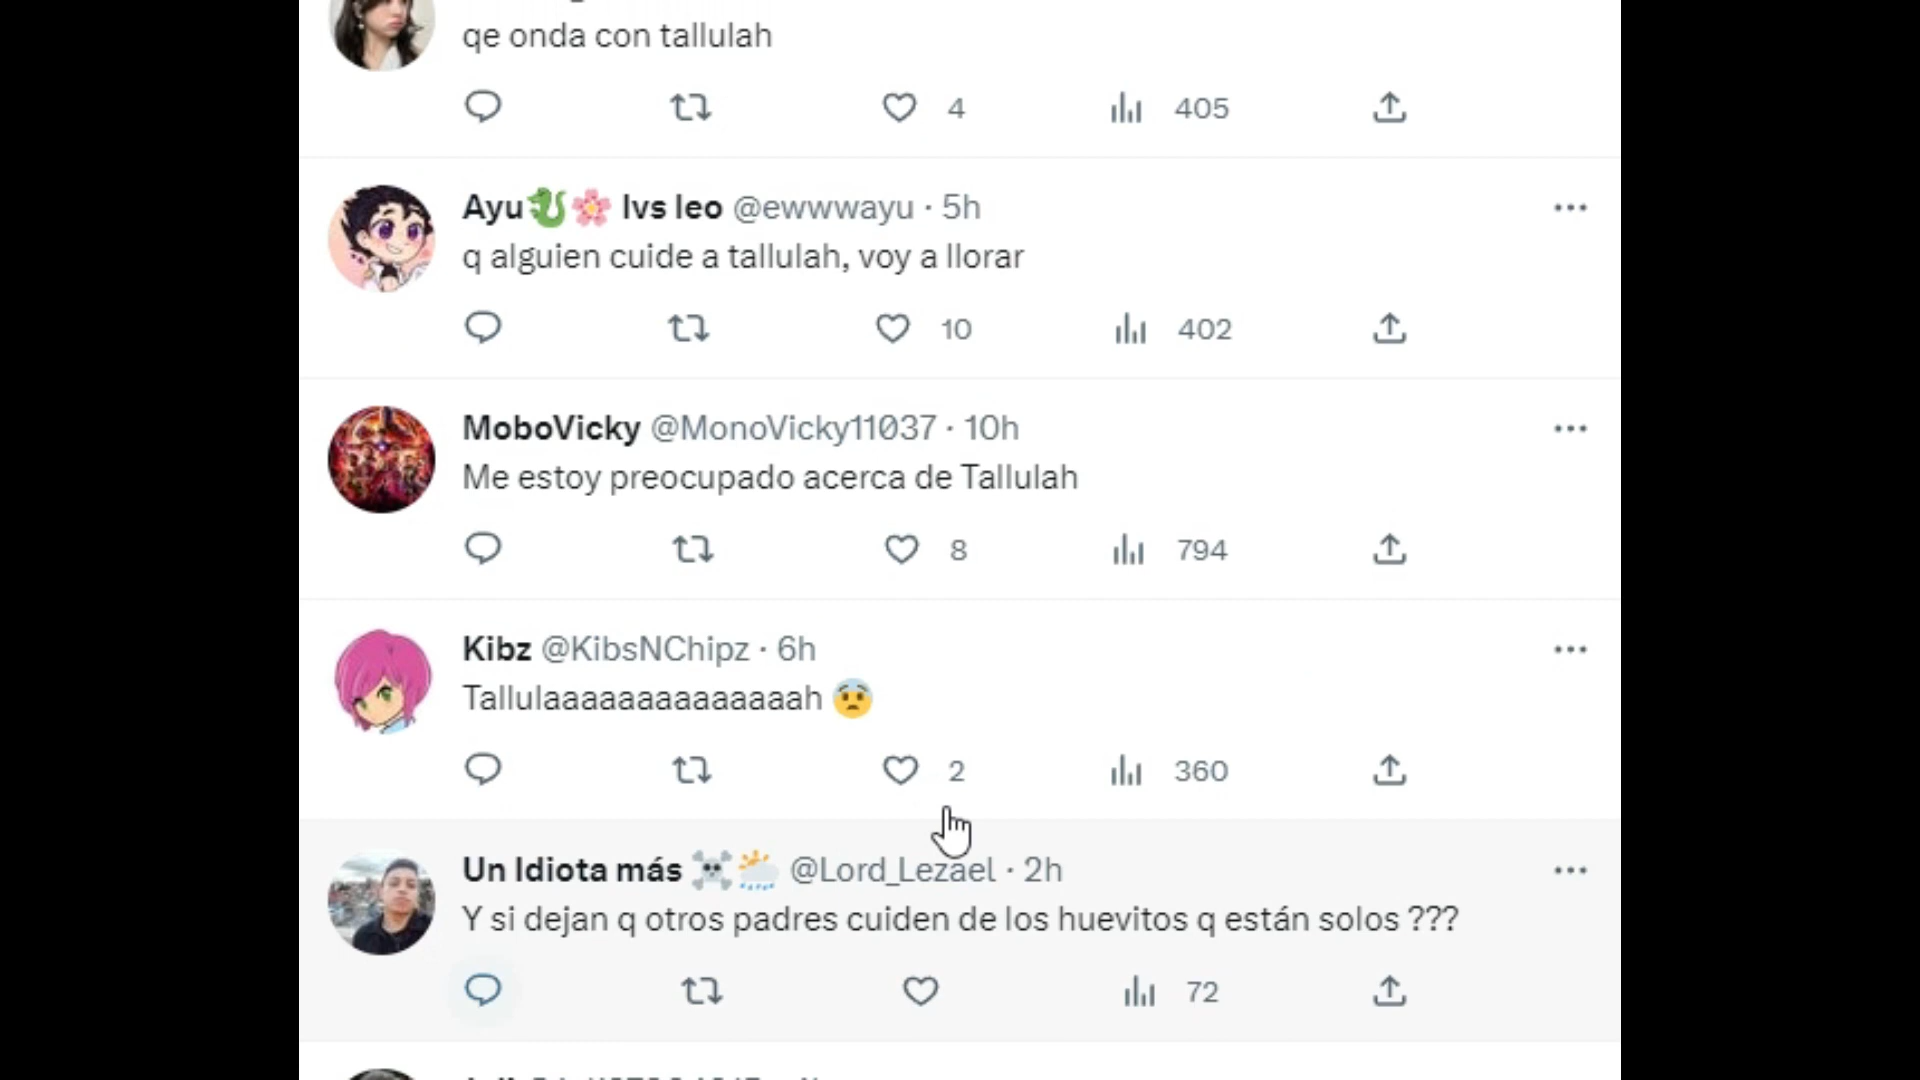 qe onda con tallulah
4 405
Ayu🐉🌸 lvs leo @ewwwayu · 5h
q alguien cuide a tallulah, voy a llorar
10 402
MoboVicky @MonoVicky11037 · 10h
Me estoy preocupado acerca de Tallulah
8 794
Kibz @KibsNChipz · 6h
Tallulaaaaaaaaaaaaaaah 😨
2 360
Un Idiota más ☠️🌦️ @Lord_Lezael · 2h
Y si dejan q otros padres cuiden de los huevitos q están solos ???
72